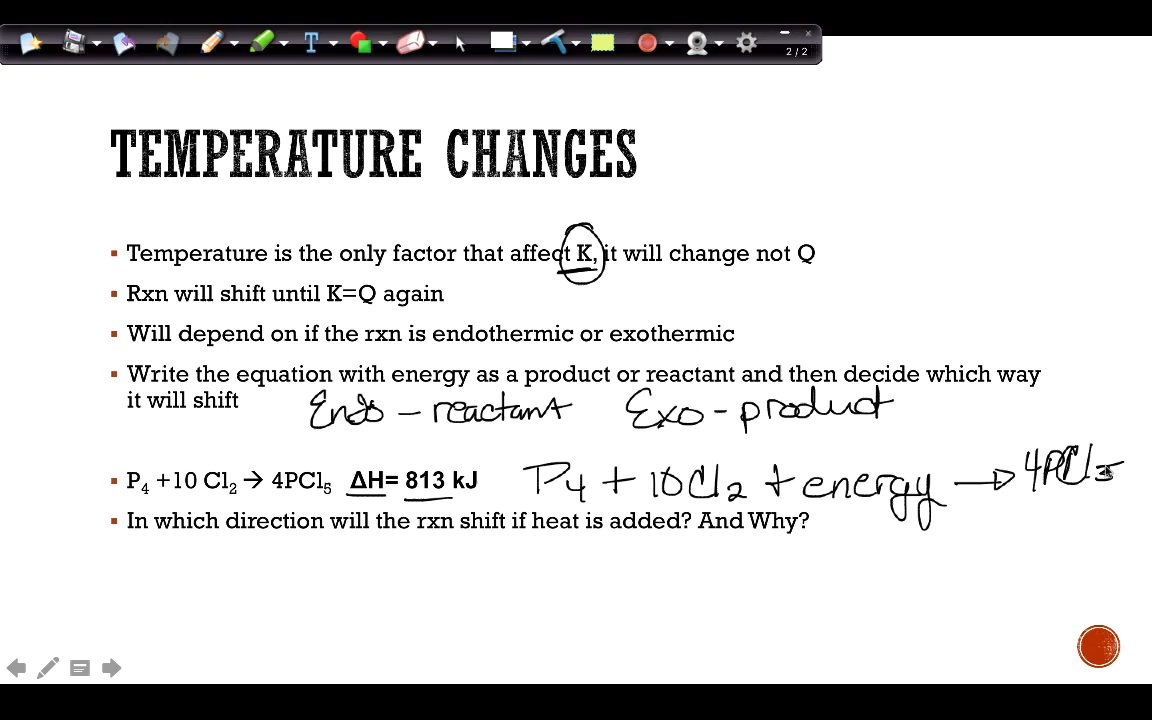 2 / 2
TEMPERATURE CHANGES
▪ Temperature is the only factor that affect K, it will change not Q
▪ Rxn will shift until K=Q again
▪ Will depend on if the rxn is endothermic or exothermic
▪ Write the equation with energy as a product or reactant and then decide which way
it will shift
Endo – reactant Exo – product
▪ P₄ +10 Cl₂ → 4PCl₅ ΔH= 813 kJ
P₄ + 10Cl₂ + energy → 4PCl₅
▪ In which direction will the rxn shift if heat is added? And Why?